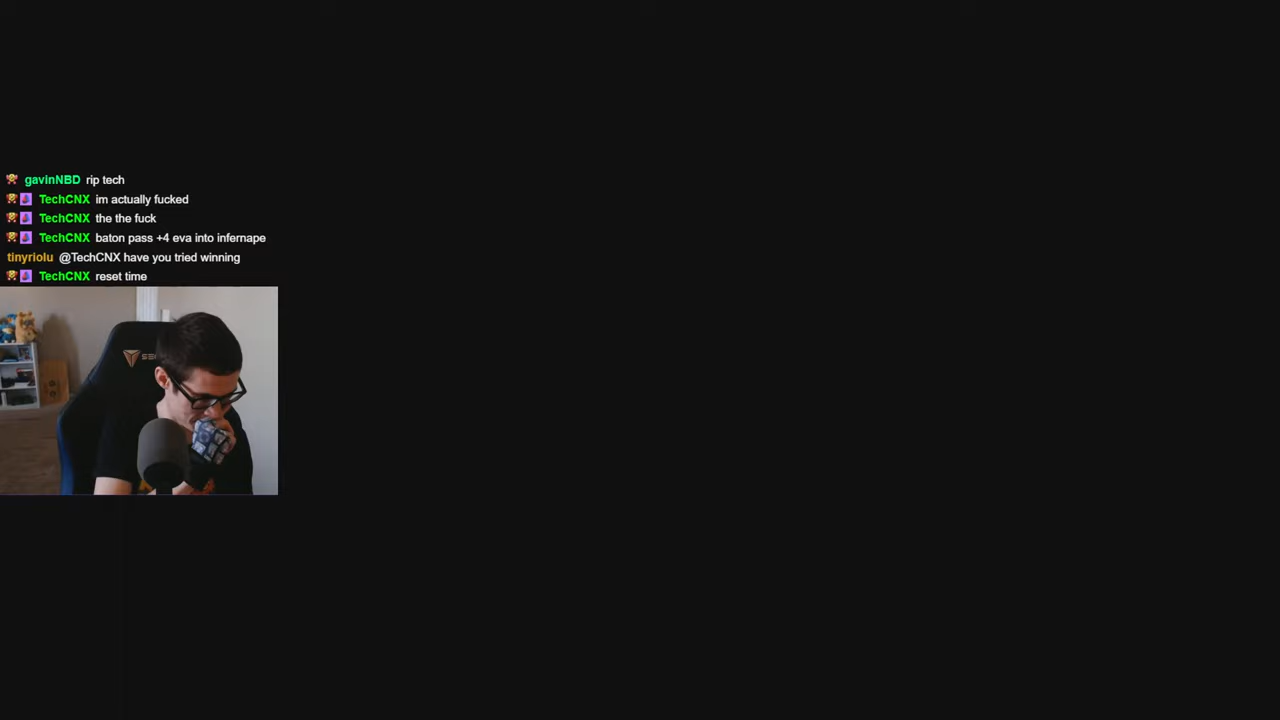 gavinNBD rip tech
TechCNX im actually fucked
TechCNX the the fuck
TechCNX baton pass +4 eva into infernape
tinyriolu @TechCNX have you tried winning
TechCNX reset time